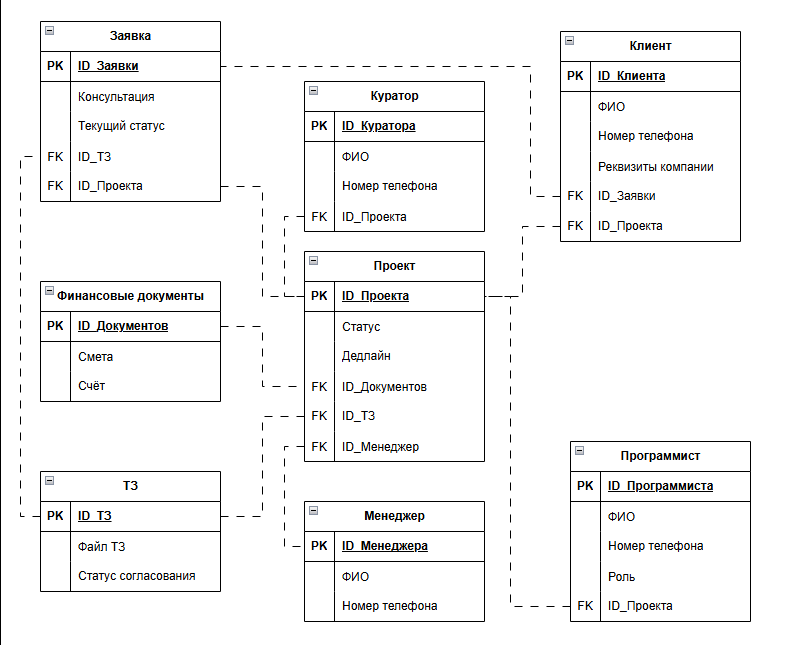 Заявка
PK ID_Заявки
Консультация
Текущий статус
FK ID_ТЗ
FK ID_Проекта
Куратор
PK ID_Куратора
ФИО
Номер телефона
FK ID_Проекта
Клиент
PK ID_Клиента
ФИО
Номер телефона
Реквизиты компании
FK ID_Заявки
FK ID_Проекта
Финансовые документы
PK ID_Документов
Смета
Счёт
Проект
PK ID_Проекта
Статус
Дедлайн
FK ID_Документов
FK ID_ТЗ
FK ID_Менеджер
ТЗ
PK ID_ТЗ
Файл ТЗ
Статус согласования
Менеджер
PK ID_Менеджера
ФИО
Номер телефона
Программист
PK ID_Программиста
ФИО
Номер телефона
Роль
FK ID_Проекта